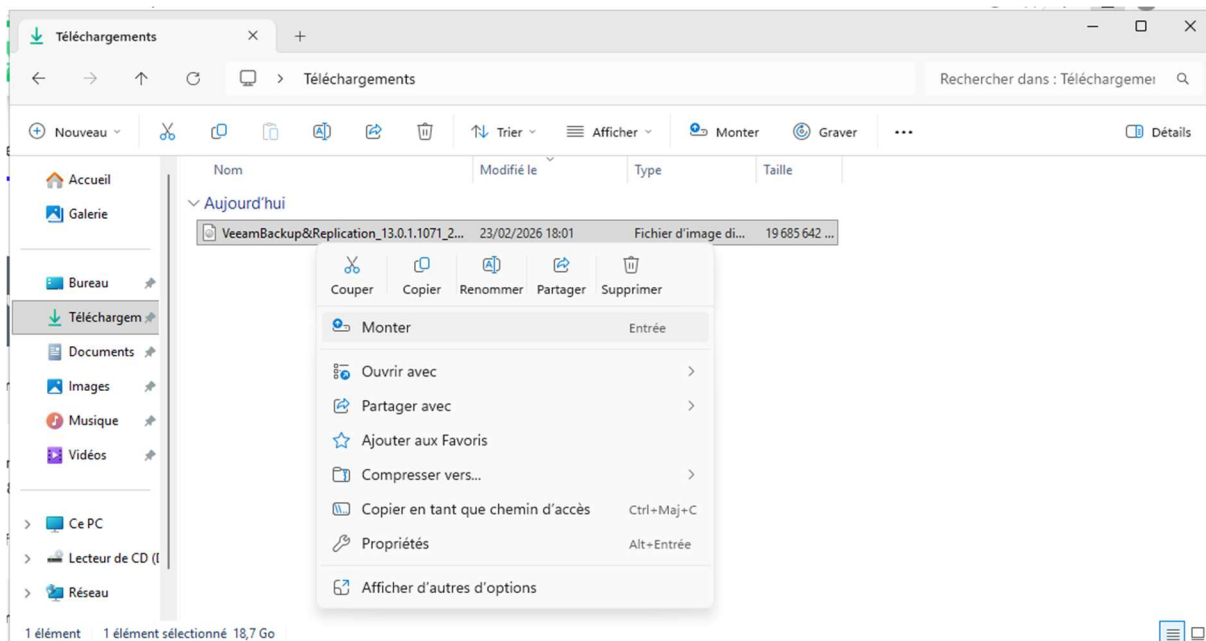 Téléchargements
Téléchargements
Rechercher dans : Téléchargemer
Nouveau
Trier
Afficher
Monter
Graver
Détails
Accueil
Galerie
Bureau
Téléchargem
Documents
Images
Musique
Vidéos
Ce PC
Lecteur de CD (D
Réseau
Nom Modifié le Type Taille
Aujourd'hui
VeeamBackup&Replication_13.0.1.1071_2... 23/02/2026 18:01 Fichier d'image di... 19 685 642 ...
Couper Copier Renommer Partager Supprimer
Monter Entrée
Ouvrir avec
Partager avec
Ajouter aux Favoris
Compresser vers...
Copier en tant que chemin d'accès Ctrl+Maj+C
Propriétés Alt+Entrée
Afficher d'autres d'options
1 élément 1 élément sélectionné 18,7 Go